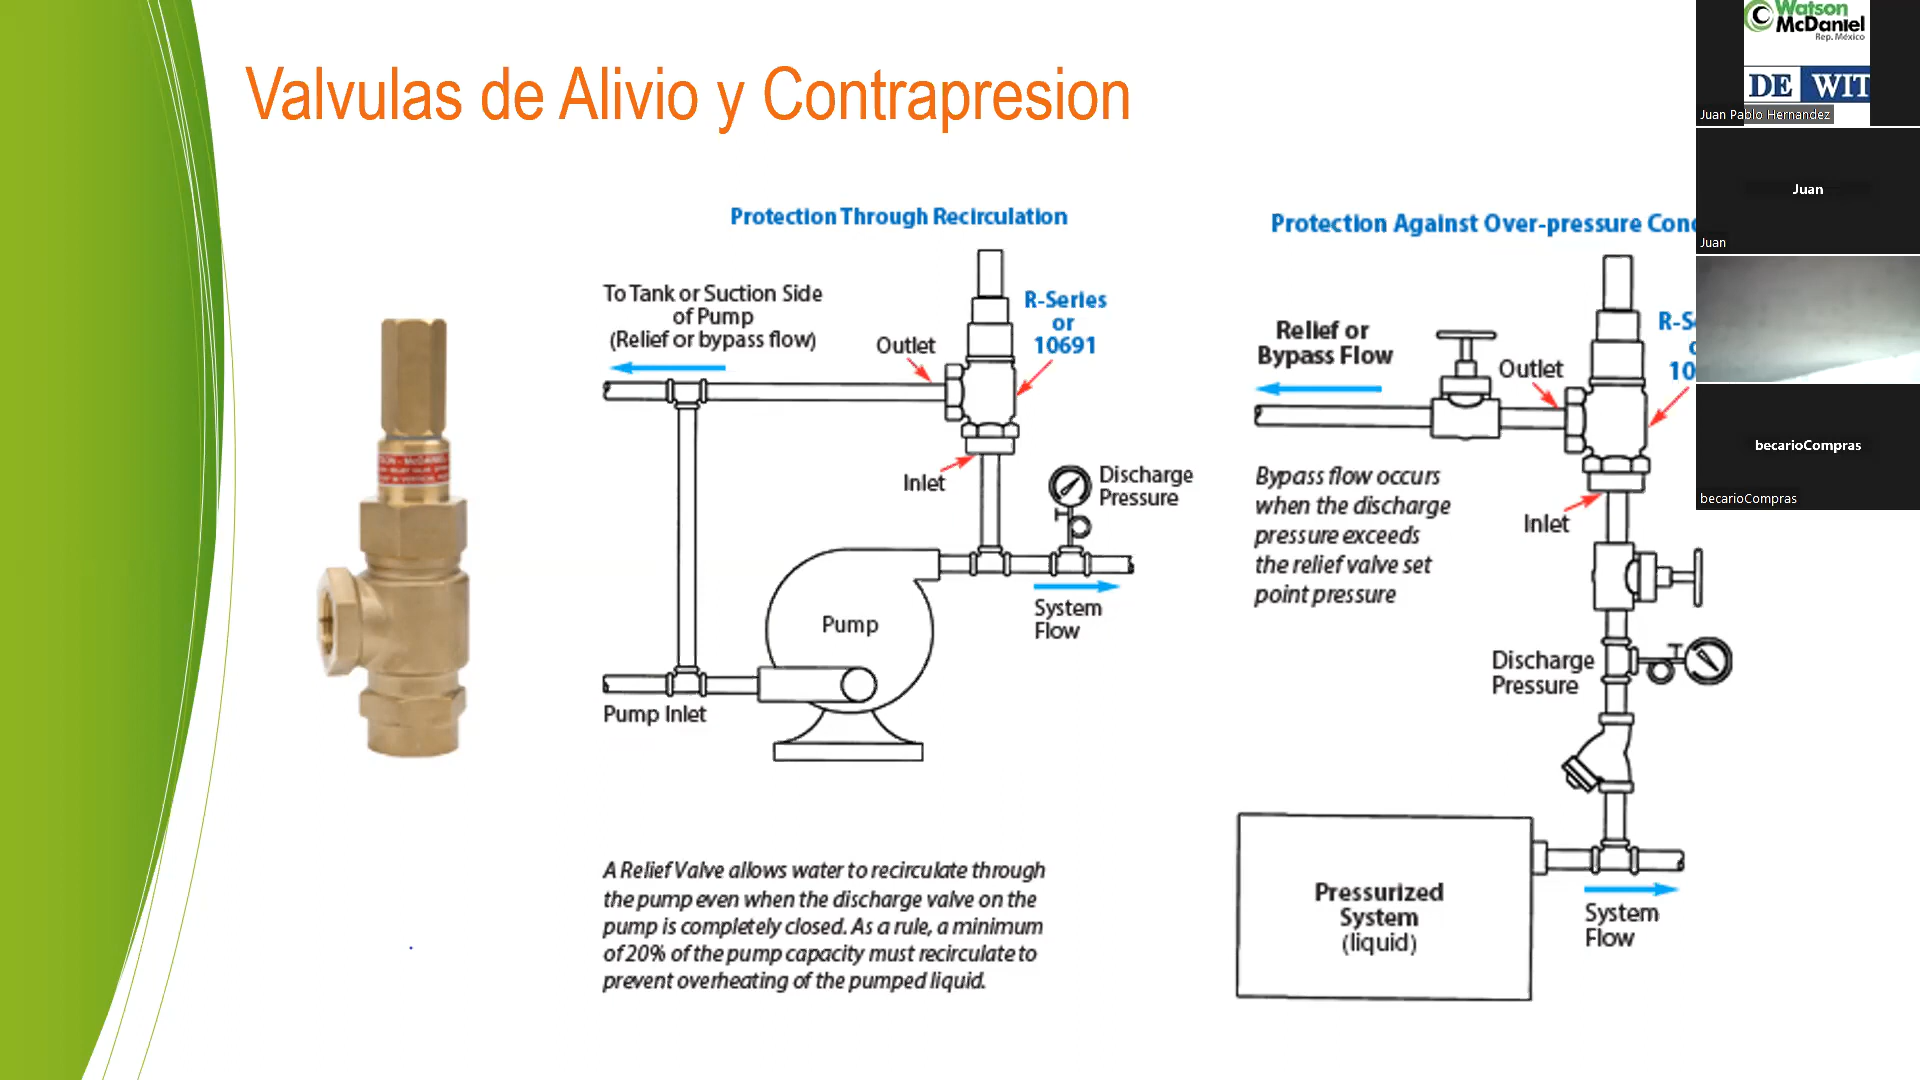 Valvulas de Alivio y Contrapresion
Protection Through Recirculation
To Tank or Suction Side
of Pump
(Relief or bypass flow)
Outlet
R-Series
or
10691
Inlet
Discharge
Pressure
System
Flow
Pump
Pump Inlet
A Relief Valve allows water to recirculate through
the pump even when the discharge valve on the
pump is completely closed. As a rule, a minimum
of 20% of the pump capacity must recirculate to
prevent overheating of the pumped liquid.
Protection Against Over-pressure
Relief or
Bypass Flow
Outlet
Bypass flow occurs
when the discharge
pressure exceeds
the relief valve set
point pressure
Inlet
Discharge
Pressure
Pressurized
System
(liquid)
System
Flow
Watson
McDaniel
Rep. México
DE WIT
Juan Pablo Hernandez
Juan
Juan
becarioCompras
becarioCompras